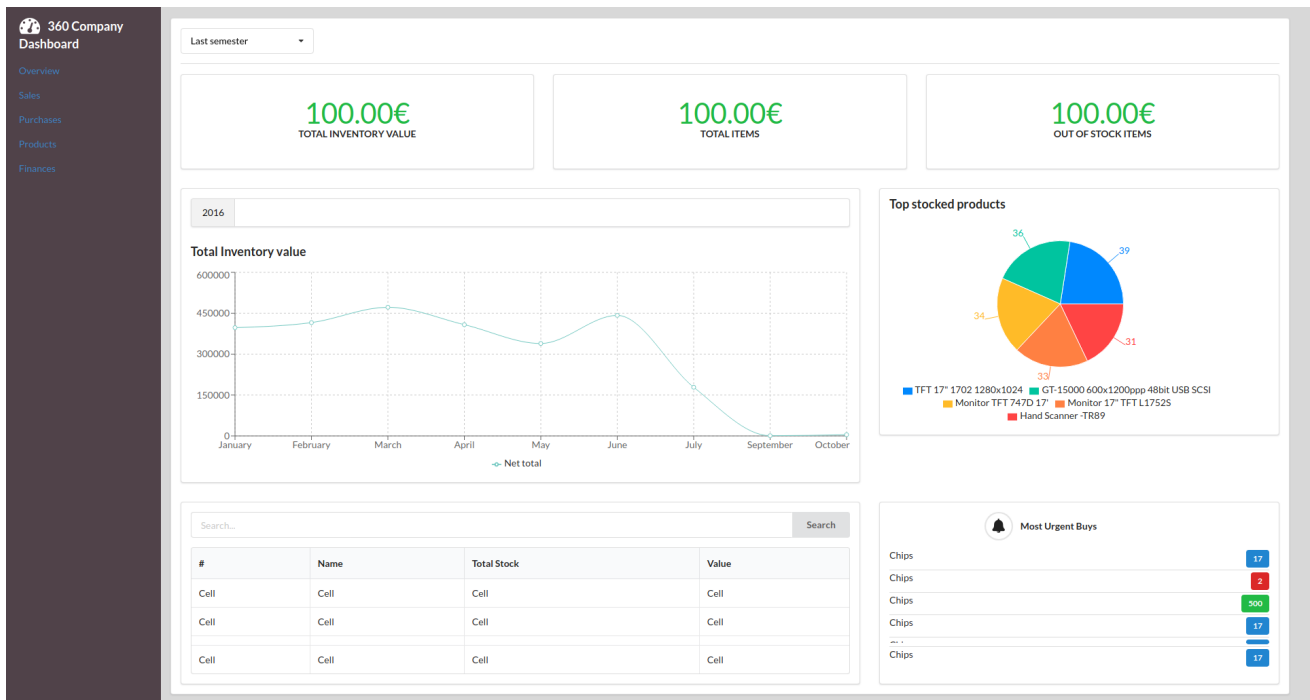 360 Company
Dashboard
Overview
Sales
Purchases
Products
Finances
Last semester
100.00€
TOTAL INVENTORY VALUE
100.00€
TOTAL ITEMS
100.00€
OUT OF STOCK ITEMS
2016
Total Inventory value
600000
450000
300000
150000
0
January February March April May June July September October
Net total
Top stocked products
36
39
34
31
33
TFT 17" 1702 1280x1024 GT-15000 600x1200ppp 48bit USB SCSI
Monitor TFT 747D 17' Monitor 17" TFT L1752S
Hand Scanner -TR89
Search... Search
# Name Total Stock Value
Cell Cell Cell Cell
Cell Cell Cell Cell
Cell Cell Cell Cell
Most Urgent Buys
Chips 17
Chips 2
Chips 500
Chips 17
Chips 17